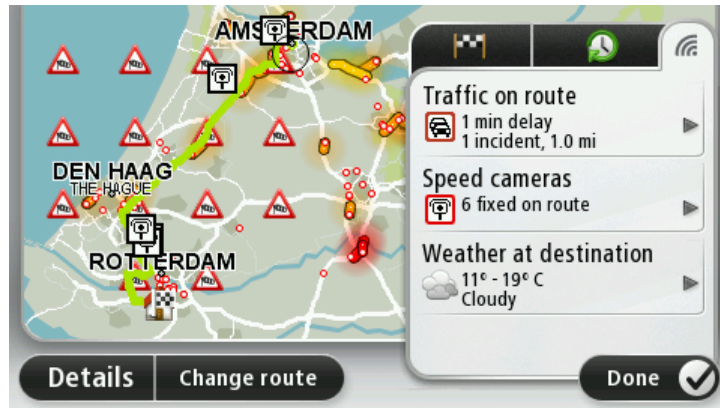 AMSTERDAM
DEN HAAG
THE HAGUE
ROTTERDAM
Traffic on route
1 min delay
1 incident, 1.0 mi
Speed cameras
6 fixed on route
Weather at destination
11° - 19° C
Cloudy
Details
Change route
Done